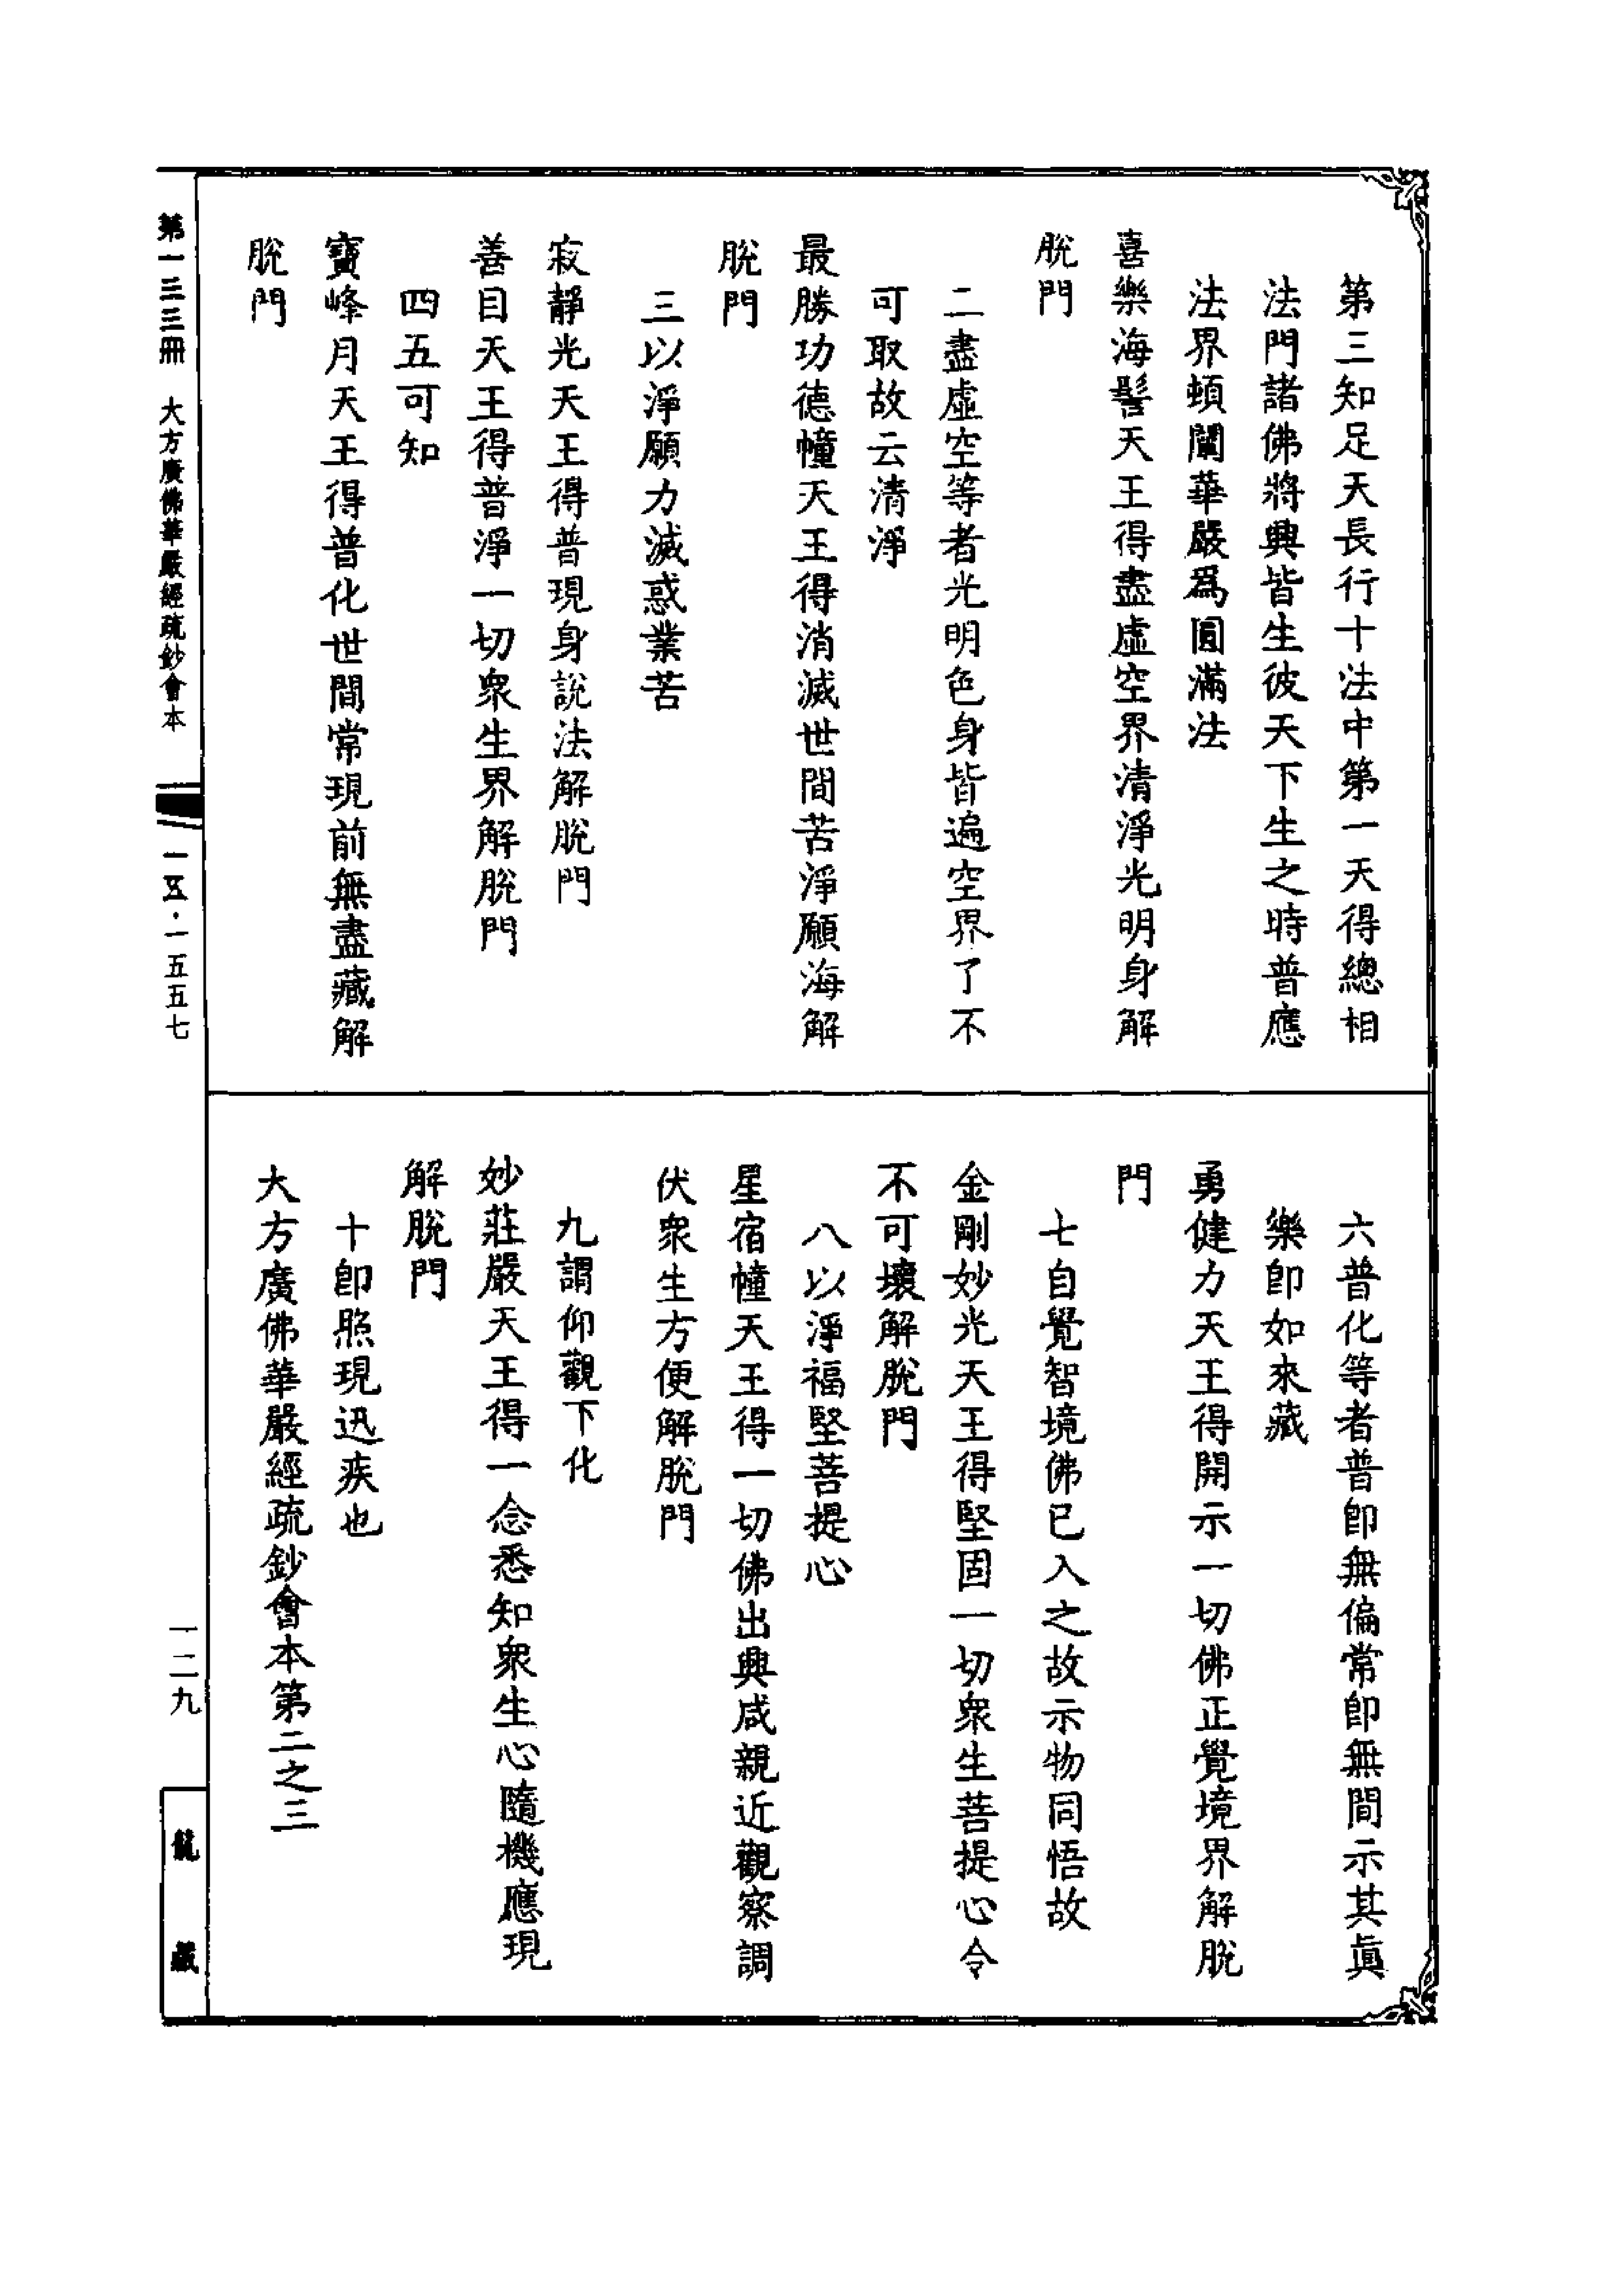 第三知足天長行十法中第一天得總相
法門諸佛將興皆生彼天下生之時普應
法界頓闡華嚴爲圓滿法
喜樂海髻天王得盡虛空界清淨光明身解
脫門
二盡虛空等者光明色身皆遍空界了不
可取故云清淨
最勝功德幢天王得消滅世間苦淨願海解
脫門
三以淨願力滅惑業苦
寂靜光天王得普現身說法解脫門
善目天王得普淨一切衆生界解脫門
四五可知
寶峰月天王得普化世間常現前無盡藏解
脫門
六普化等者普卽無偏常卽無間示其眞
樂卽如來藏
勇健力天王得開示一切佛正覺境界解脫
門
七自覺智境佛已入之故示物同悟故
金剛妙光天王得堅固一切衆生菩提心令
不可壞解脫門
八以淨福堅菩提心
星宿幢天王得一切佛出興咸親近觀察調
伏衆生方便解脫門
九謂仰觀下化
妙莊嚴天王得一念悉知衆生心隨機應現
解脫門
十卽照現迅疾也
大方廣佛華嚴經疏鈔會本第二之三
第一三三冊 大方廣佛華嚴經疏鈔會本
一五五·一五五七
一二九